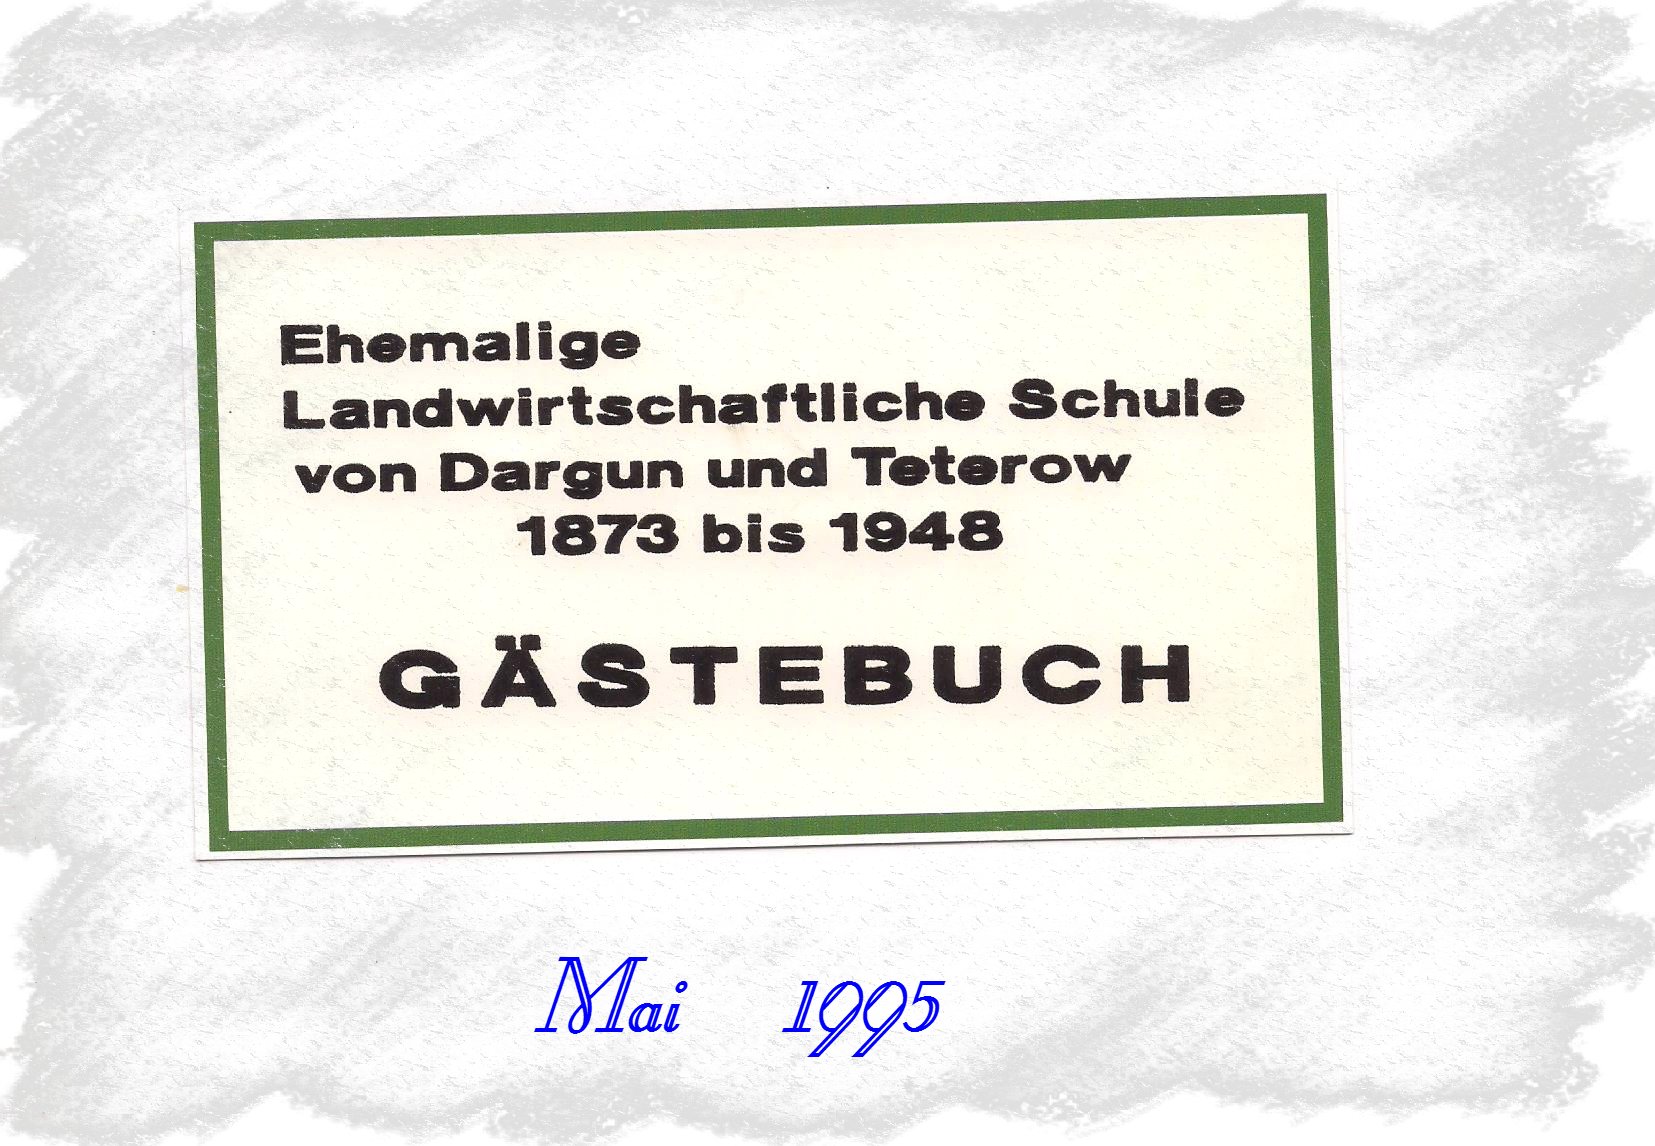 Ehemalige
Landwirtschaftliche Schule
von Dargun und Teterow
1873 bis 1948
GÄSTEBUCH
Mai 1995